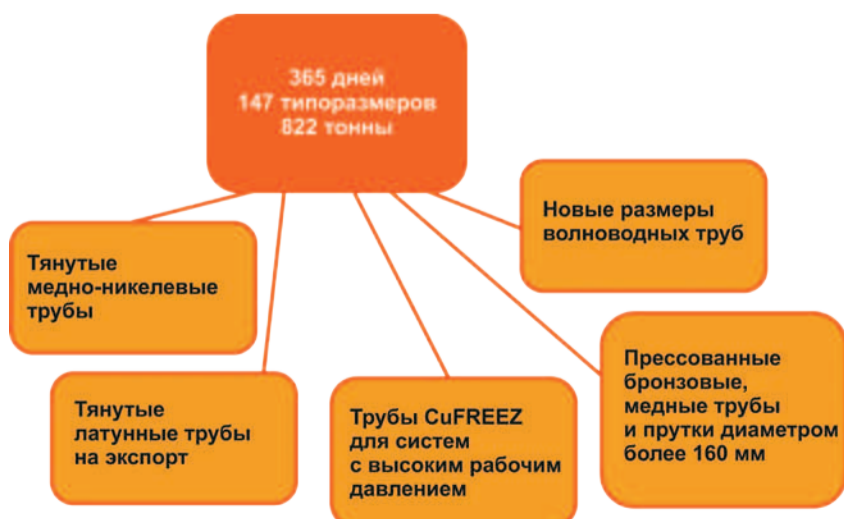 365 дней
147 типоразмеров
822 тонны
Новые размеры
волноводных труб
Тянутые
медно-никелевые
трубы
Тянутые
латунные трубы
на экспорт
Трубы CuFREEZ
для систем
с высоким рабочим
давлением
Прессованные
бронзовые,
медные трубы
и прутки диаметром
более 160 мм